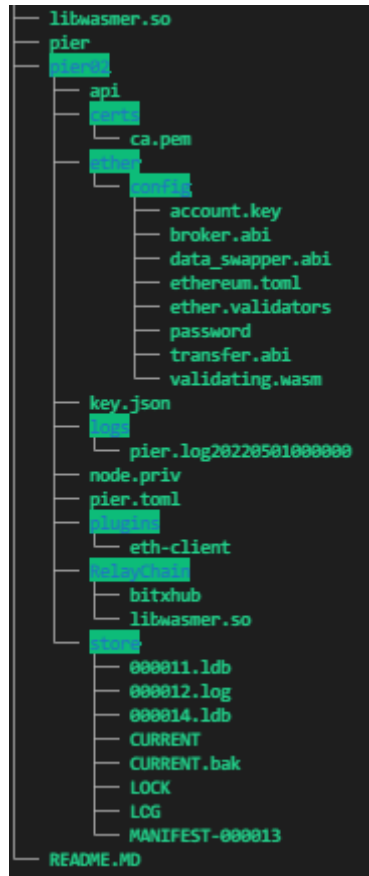 libwasmer.so
pier
pier02
api
certs
ca.pem
ether
config
account.key
broker.abi
data_swapper.abi
ethereum.toml
ether.validators
password
transfer.abi
validating.wasm
key.json
logs
pier.log20220501000000
node.priv
pier.toml
plugins
eth-client
RelayChain
bitxhub
libwasmer.so
store
000011.ldb
000012.log
000014.ldb
CURRENT
CURRENT.bak
LOCK
LOG
MANIFEST-000013
README.MD